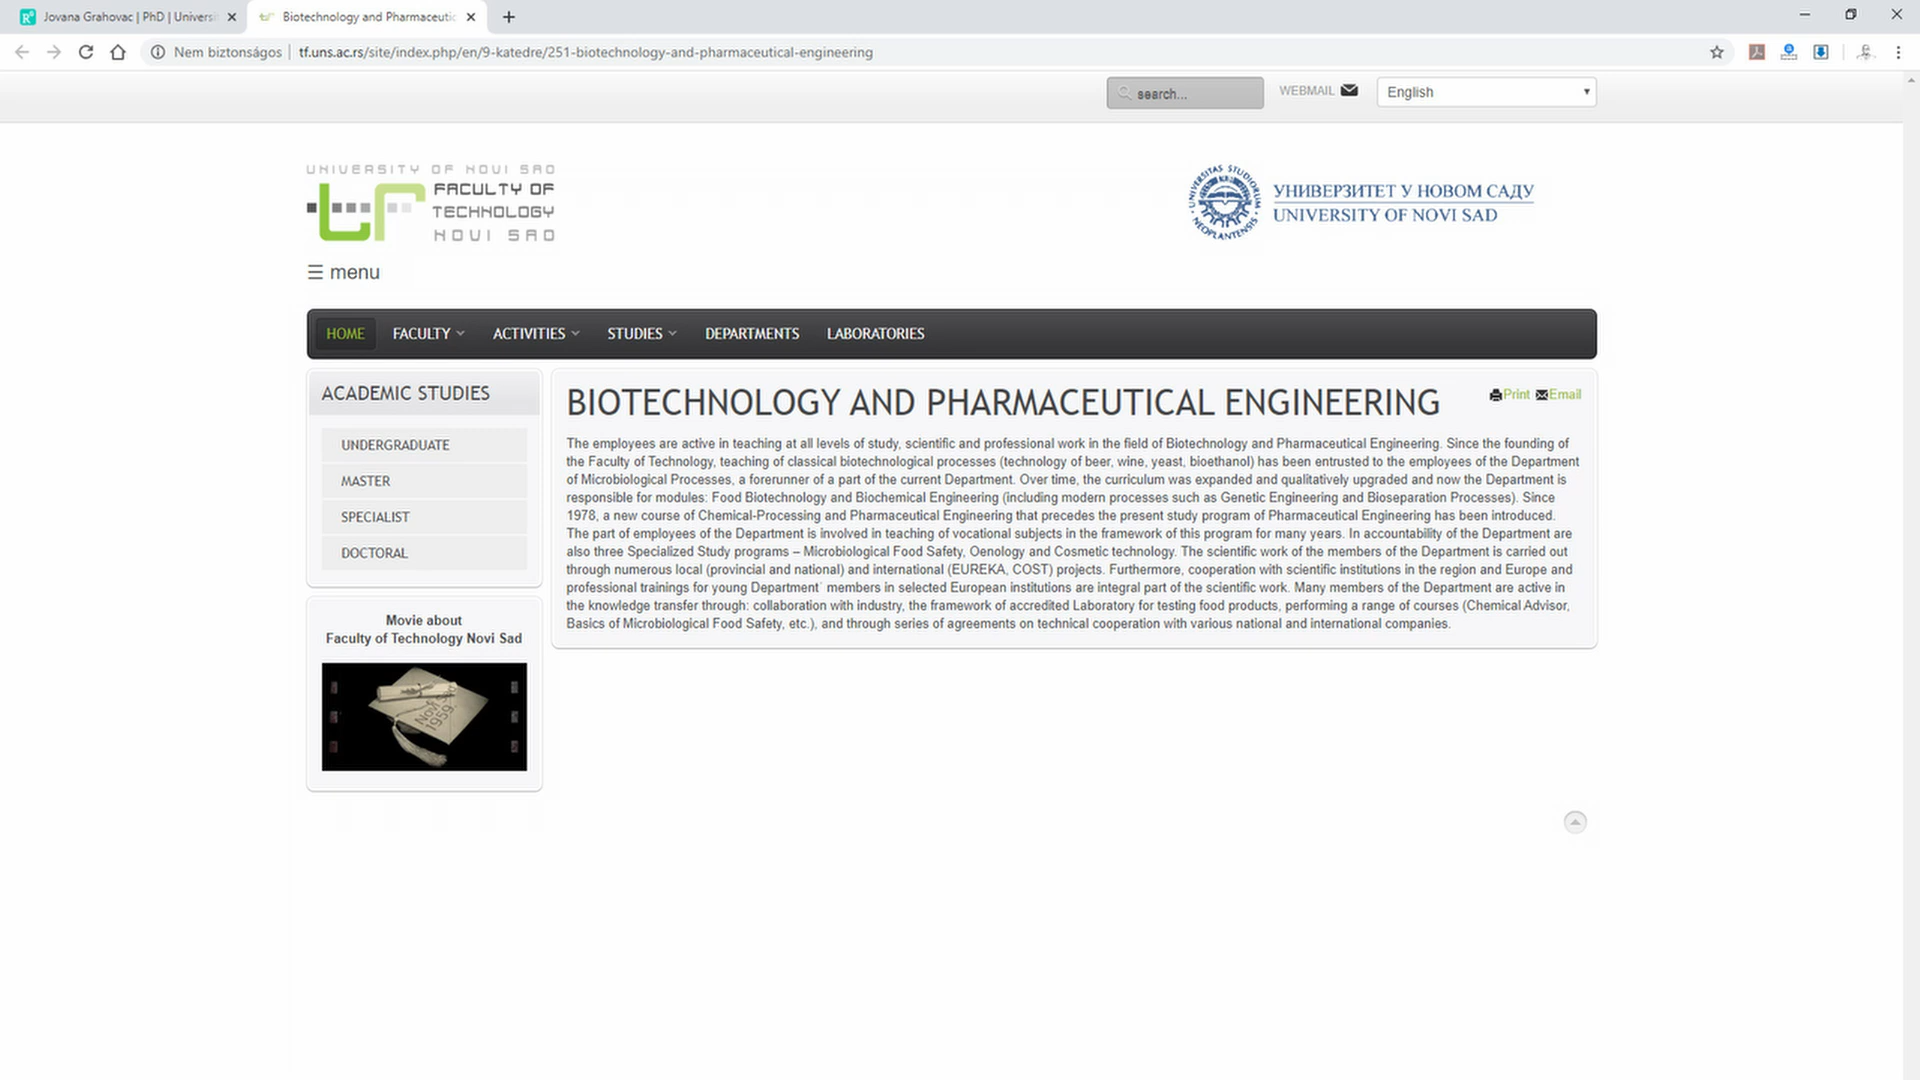 Jovana Grahovac | PhD | Universi
Biotechnology and Pharmaceutic
Nem biztonságos
tf.uns.ac.rs/site/index.php/en/9-katedre/251-biotechnology-and-pharmaceutical-engineering
search...
WEBMAIL
English
UNIVERSITY OF NOVI SAD
FACULTY OF
TECHNOLOGY
NOVI SAD
UNIVERSITAS STUDIORUM
NEOPLANTENSIS
УНИВЕРЗИТЕТ У НОВОМ САДУ
UNIVERSITY OF NOVI SAD
☰ menu
HOME FACULTY ACTIVITIES STUDIES DEPARTMENTS LABORATORIES
ACADEMIC STUDIES
UNDERGRADUATE
MASTER
SPECIALIST
DOCTORAL
Movie about
Faculty of Technology Novi Sad
Novi Sad
1959.
BIOTECHNOLOGY AND PHARMACEUTICAL ENGINEERING
Print Email
The employees are active in teaching at all levels of study, scientific and professional work in the field of Biotechnology and Pharmaceutical Engineering. Since the founding of
the Faculty of Technology, teaching of classical biotechnological processes (technology of beer, wine, yeast, bioethanol) has been entrusted to the employees of the Department
of Microbiological Processes, a forerunner of a part of the current Department. Over time, the curriculum was expanded and qualitatively upgraded and now the Department is
responsible for modules: Food Biotechnology and Biochemical Engineering (including modern processes such as Genetic Engineering and Bioseparation Processes). Since
1978, a new course of Chemical-Processing and Pharmaceutical Engineering that precedes the present study program of Pharmaceutical Engineering has been introduced.
The part of employees of the Department is involved in teaching of vocational subjects in the framework of this program for many years. In accountability of the Department are
also three Specialized Study programs – Microbiological Food Safety, Oenology and Cosmetic technology. The scientific work of the members of the Department is carried out
through numerous local (provincial and national) and international (EUREKA, COST) projects. Furthermore, cooperation with scientific institutions in the region and Europe and
professional trainings for young Department´ members in selected European institutions are integral part of the scientific work. Many members of the Department are active in
the knowledge transfer through: collaboration with industry, the framework of accredited Laboratory for testing food products, performing a range of courses (Chemical Advisor,
Basics of Microbiological Food Safety, etc.), and through series of agreements on technical cooperation with various national and international companies.